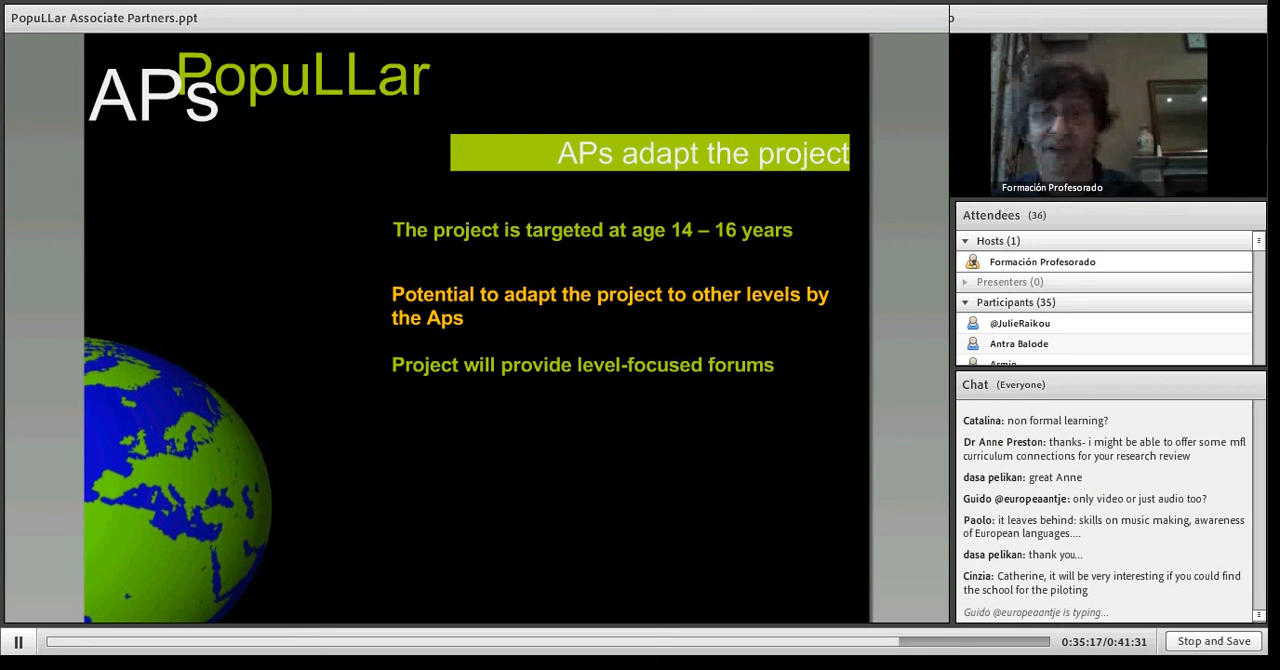 PopuLLar Associate Partners.ppt
PopuLLar
APs
APs adapt the project
The project is targeted at age 14 – 16 years
Potential to adapt the project to other levels by
the Aps
Project will provide level-focused forums
Formación Profesorado
Attendees (36)
Hosts (1)
Formación Profesorado
Presenters (0)
Participants (35)
@JulieRaikou
Antra Balode
Armin
Chat (Everyone)
Catalina: non formal learning?
Dr Anne Preston: thanks- i might be able to offer some mfl
curriculum connections for your research review
dasa pelikan: great Anne
Guido @europeaantje: only video or just audio too?
Paolo: it leaves behind: skills on music making, awareness
of European languages....
dasa pelikan: thank you...
Cinzia: Catherine, it will be very interesting if you could find
the school for the piloting
Guido @europeaantje is typing...
0:35:17/0:41:31
Stop and Save